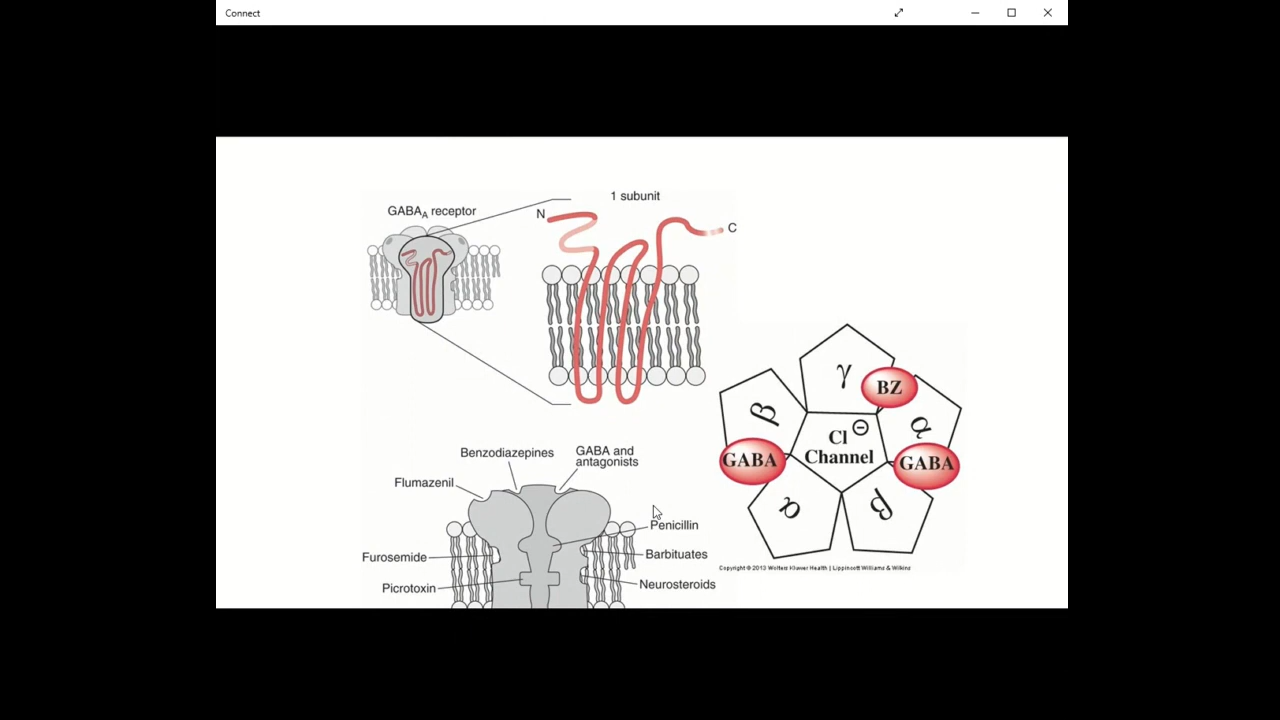 Connect
1 subunit
GABAA receptor
N
C
γ
BZ
β
α
Cl ⊖
Channel
GABA
GABA
α
β
Benzodiazepines
GABA and
antagonists
Flumazenil
Penicillin
Furosemide
Barbituates
Picrotoxin
Neurosteroids
Copyright © 2013 Wolters Kluwer Health | Lippincott Williams & Wilkins